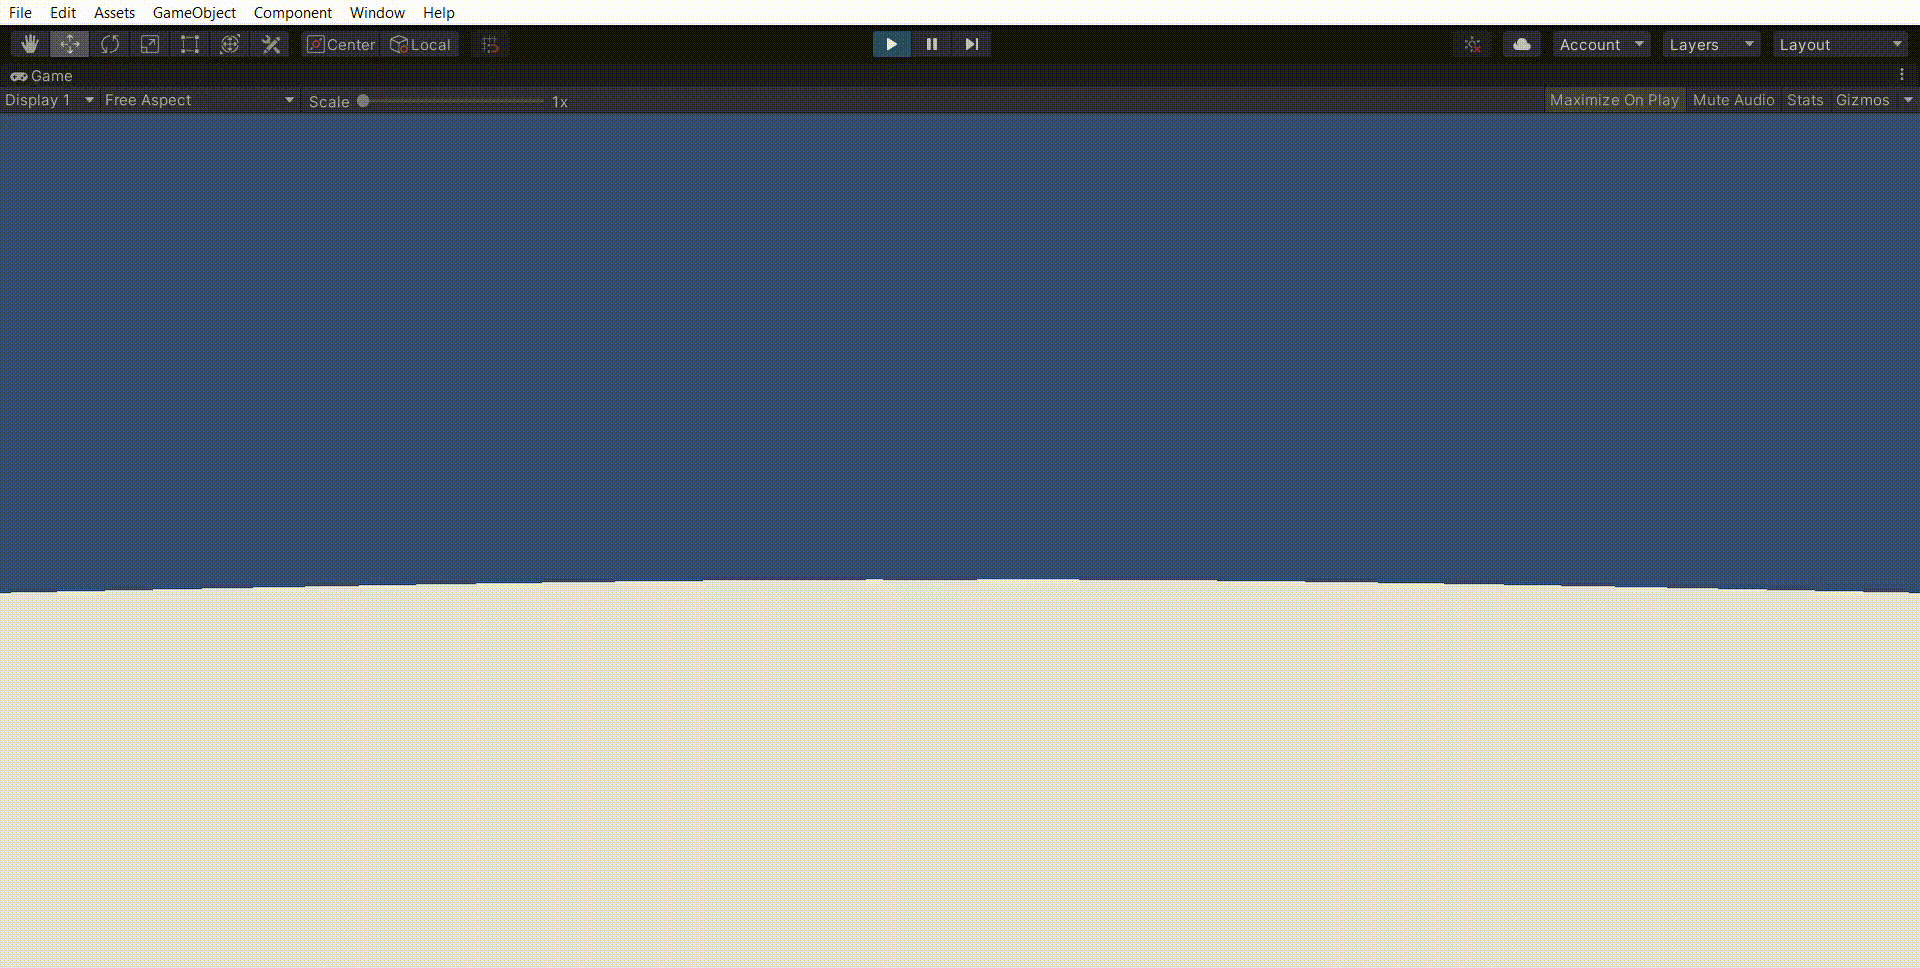 File Edit Assets GameObject Component Window Help
Center Local Account Layers Layout
Game
Display 1 Free Aspect Scale 1x Maximize On Play Mute Audio Stats Gizmos